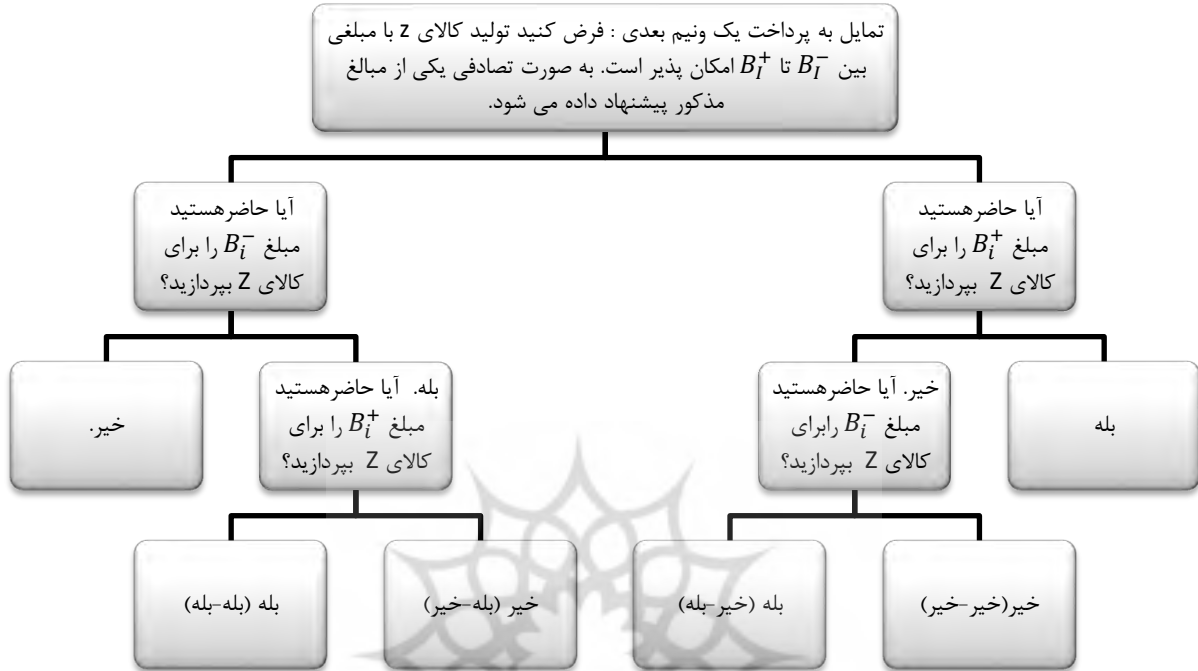 تمایل به پرداخت یک ونیم بعدی : فرض کنید تولید کالای z با مبلغی
بین B_I^- تا B_I^+ امکان پذیر است. به صورت تصادفی یکی از مبالغ
مذکور پیشنهاد داده می شود.
آیا حاضرهستید
مبلغ B_i^+ را برای
کالای Z بپردازید؟
آیا حاضرهستید
مبلغ B_i^- را برای
کالای Z بپردازید؟
بله
خیر. آیا حاضرهستید
مبلغ B_i^- رابرای
کالای Z بپردازید؟
بله. آیا حاضرهستید
مبلغ B_i^+ را برای
کالای Z بپردازید؟
خیر.
خیر(خیر-خیر)
بله (خیر-بله)
خیر (بله-خیر)
بله (بله-بله)